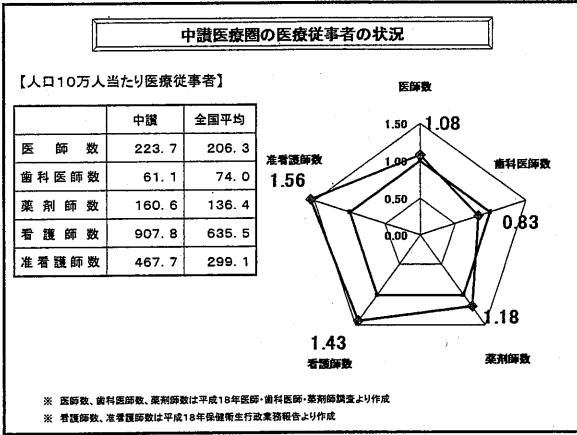 中讃医療圏の医療従事者の状況
【人口10万人当たり医療従事者】
中讃 全国平均
医師数 223.7 206.3
歯科医師数 61.1 74.0
薬剤師数 160.6 136.4
看護師数 907.8 635.5
准看護師数 467.7 299.1
医師数
1.08
1.50
1.00
0.50
0.00
准看護師数
1.56
歯科医師数
0.83
1.18
薬剤師数
1.43
看護師数
※ 医師数、歯科医師数、薬剤師数は平成18年医師・歯科医師・薬剤師調査より作成
※ 看護師数、准看護師数は平成18年保健衛生行政業務報告より作成